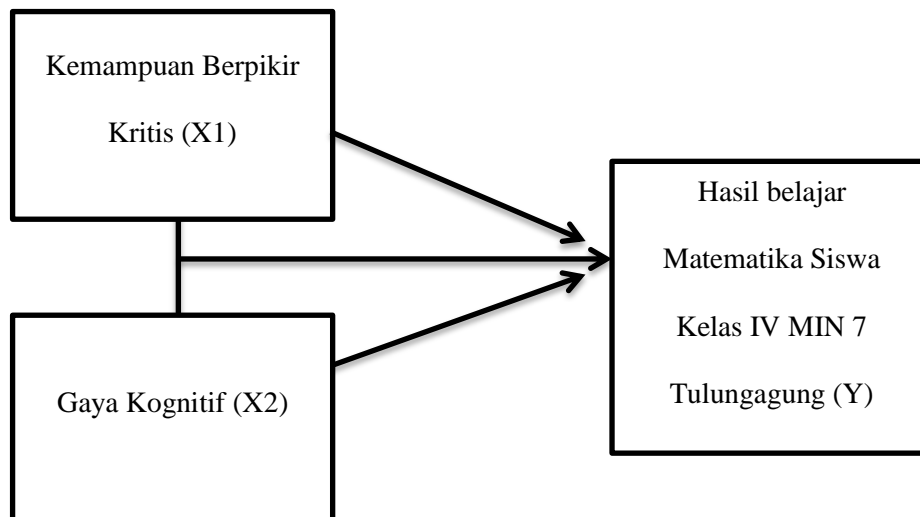 Kemampuan Berpikir
Kritis (X1)
Gaya Kognitif (X2)
Hasil belajar
Matematika Siswa
Kelas IV MIN 7
Tulungagung (Y)